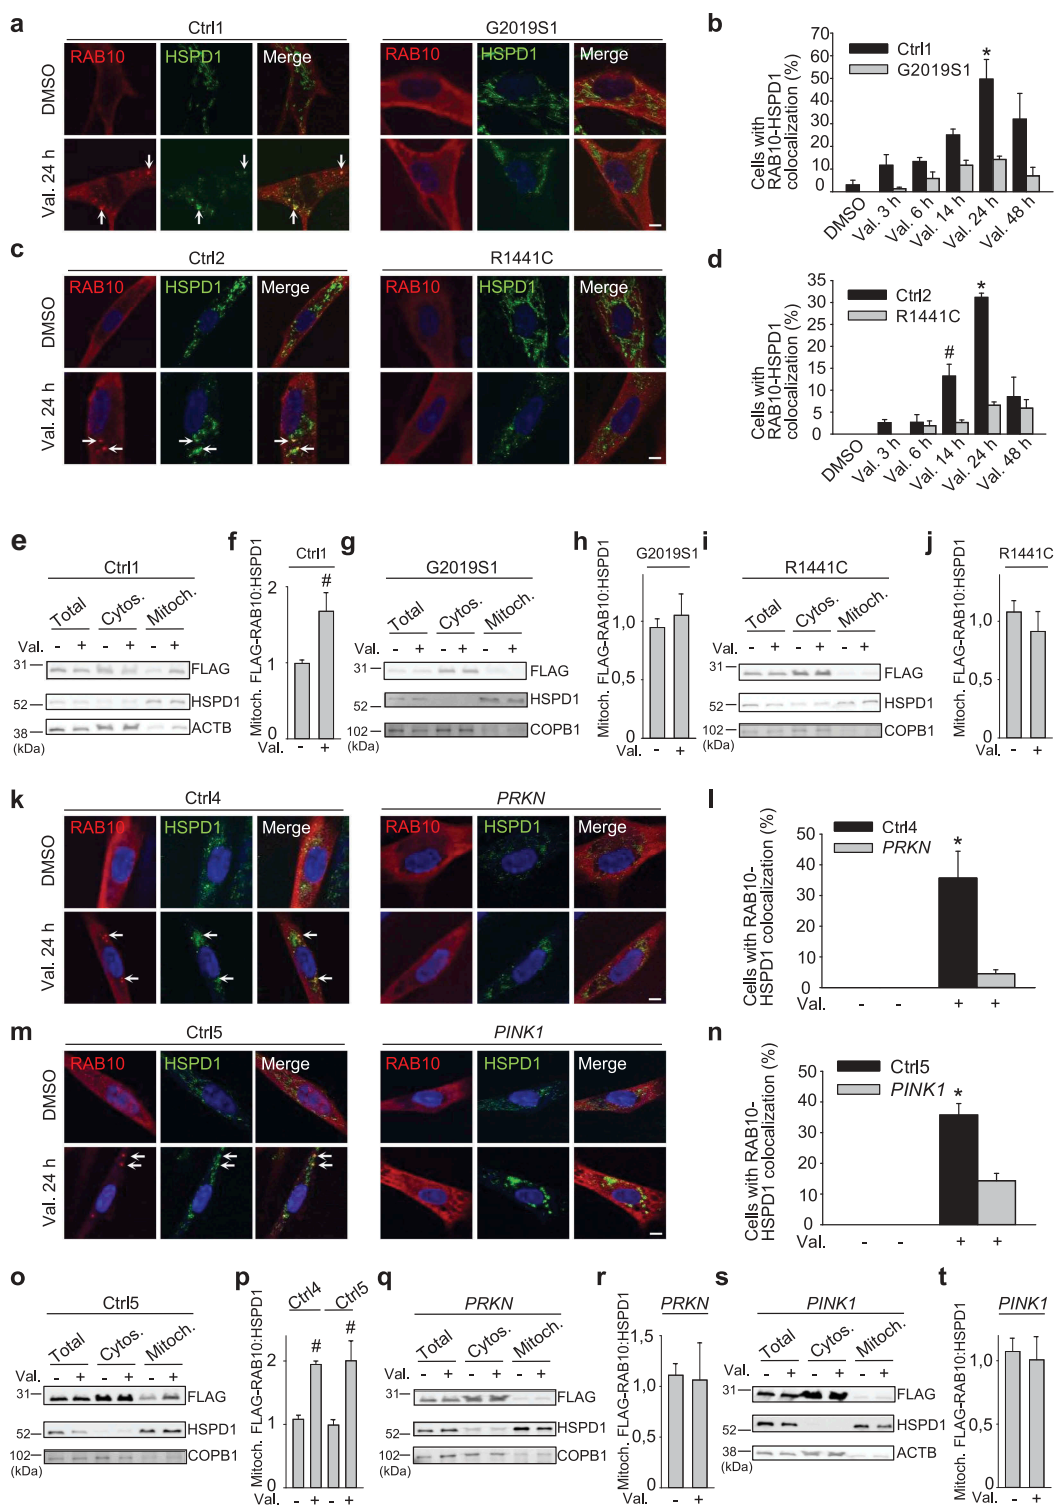 a
Ctrl1
G2019S1
RAB10 HSPD1 Merge
RAB10 HSPD1 Merge
DMSO
Val. 24 h
b
Cells with RAB10-HSPD1 colocalization (%)
60
50
40
30
20
10
0
Ctrl1
G2019S1
*
DMSO
Val. 3 h
Val. 6 h
Val. 14 h
Val. 24 h
Val. 48 h
c
Ctrl2
R1441C
RAB10 HSPD1 Merge
RAB10 HSPD1 Merge
DMSO
Val. 24 h
d
Cells with RAB10-HSPD1 colocalization (%)
35
30
25
20
15
10
5
0
Ctrl2
R1441C
#
*
DMSO
Val. 3 h
Val. 6 h
Val. 14 h
Val. 24 h
Val. 48 h
e
Ctrl1
Total Cytos. Mitoch.
Val. - + - + - +
31 FLAG
52 HSPD1
38 ACTB
(kDa)
f
Mitoch. FLAG-RAB10:HSPD1
Ctrl1
2
1
0
#
Val. - +
g
G2019S1
Total Cytos. Mitoch.
Val. - + - + - +
31 FLAG
52 HSPD1
102 COPB1
(kDa)
h
Mitoch. FLAG-RAB10:HSPD1
G2019S1
1,0
0,5
0
Val. - +
i
R1441C
Total Cytos. Mitoch.
Val. - + - + - +
31 FLAG
52 HSPD1
102 COPB1
(kDa)
j
Mitoch. FLAG-RAB10:HSPD1
R1441C
1,0
0,5
0
Val. - +
k
Ctrl4
PRKN
RAB10 HSPD1 Merge
RAB10 HSPD1 Merge
DMSO
Val. 24 h
l
Cells with RAB10-HSPD1 colocalization (%)
50
40
30
20
10
0
Ctrl4
PRKN
*
Val. - - + +
m
Ctrl5
PINK1
RAB10 HSPD1 Merge
RAB10 HSPD1 Merge
DMSO
Val. 24 h
n
Cells with RAB10-HSPD1 colocalization (%)
50
40
30
20
10
0
Ctrl5
PINK1
*
Val. - - + +
o
Ctrl5
Total Cytos. Mitoch.
Val. - + - + - +
31 FLAG
52 HSPD1
102 COPB1
(kDa)
p
Mitoch. FLAG-RAB10:HSPD1
Ctrl4 Ctrl5
2
1
0
# #
Val. - + - +
q
PRKN
Total Cytos. Mitoch.
Val. - + - + - +
31 FLAG
52 HSPD1
102 COPB1
(kDa)
r
Mitoch. FLAG-RAB10:HSPD1
PRKN
1,5
1
0,5
0
Val. - +
s
PINK1
Total Cytos. Mitoch.
Val. - + - + - +
31 FLAG
52 HSPD1
38 ACTB
(kDa)
t
Mitoch. FLAG-RAB10:HSPD1
PINK1
1,0
0,5
0
Val. - +